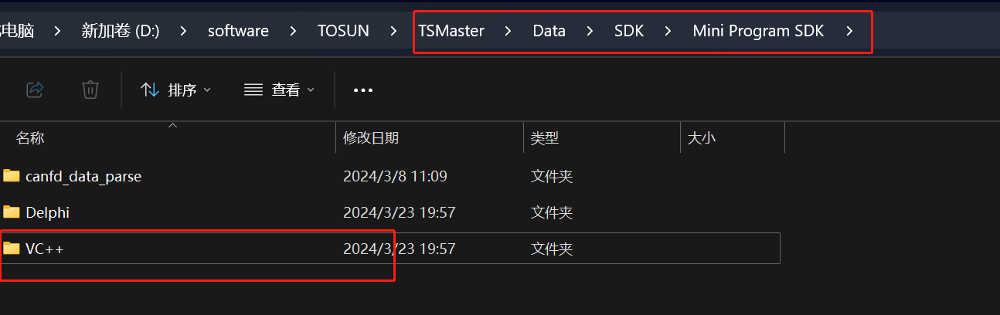 电脑 > 新加卷 (D:) > software > TOSUN > TSMaster > Data > SDK > Mini Program SDK >
排序 查看 •••
名称 修改日期 类型 大小
canfd_data_parse 2024/3/8 11:09 文件夹
Delphi 2024/3/23 19:57 文件夹
VC++ 2024/3/23 19:57 文件夹